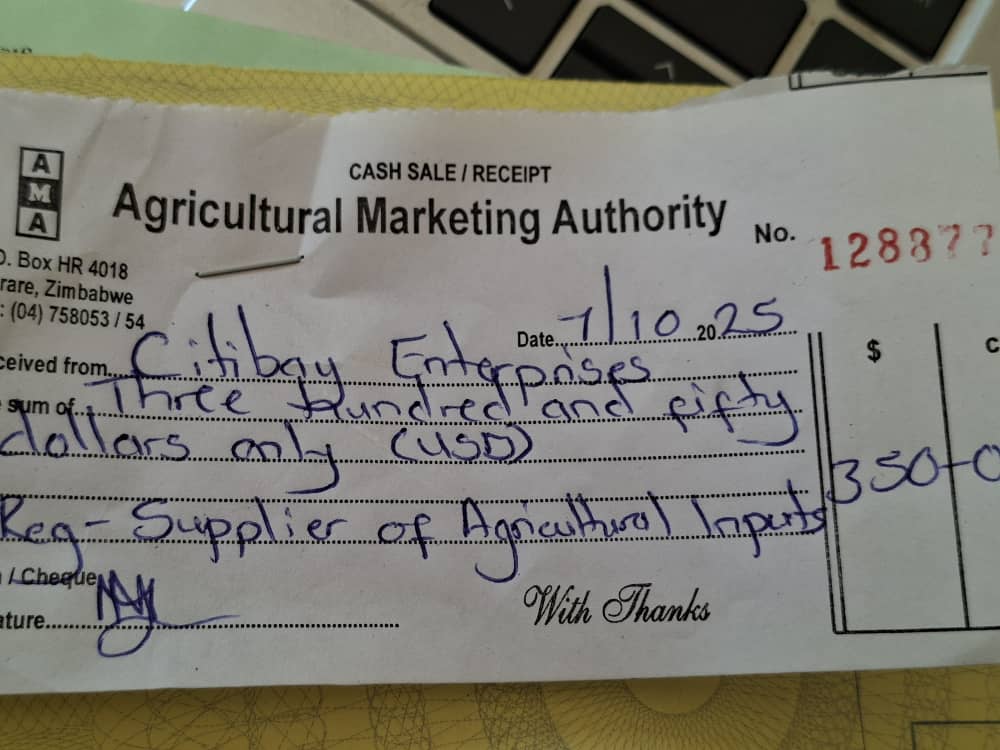 CASH SALE / RECEIPT
A
M
A
Agricultural Marketing Authority
No. 128877
O. Box HR 4018
rare, Zimbabwe
: (04) 758053 / 54
Date 7/10 2025
ceived from Citibay Enterprises
$ C
sum of Three Hundred and fifty
dollars only (USD)
350-0
Reg- Supplier of Agricultural Inputs
/ Cheque
ature
With Thanks